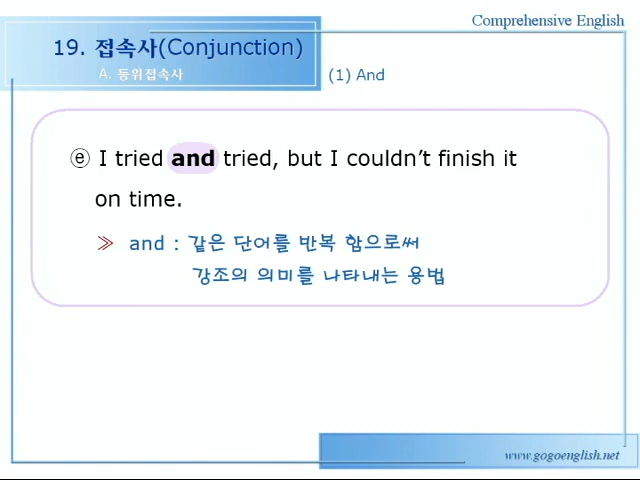 Comprehensive English
19. 접속사(Conjunction)
A. 등위접속사
(1) And
ⓔ I tried and tried, but I couldn't finish it
on time.
≫ and : 같은 단어를 반복 함으로써
강조의 의미를 나타내는 용법
www.gogoenglish.net